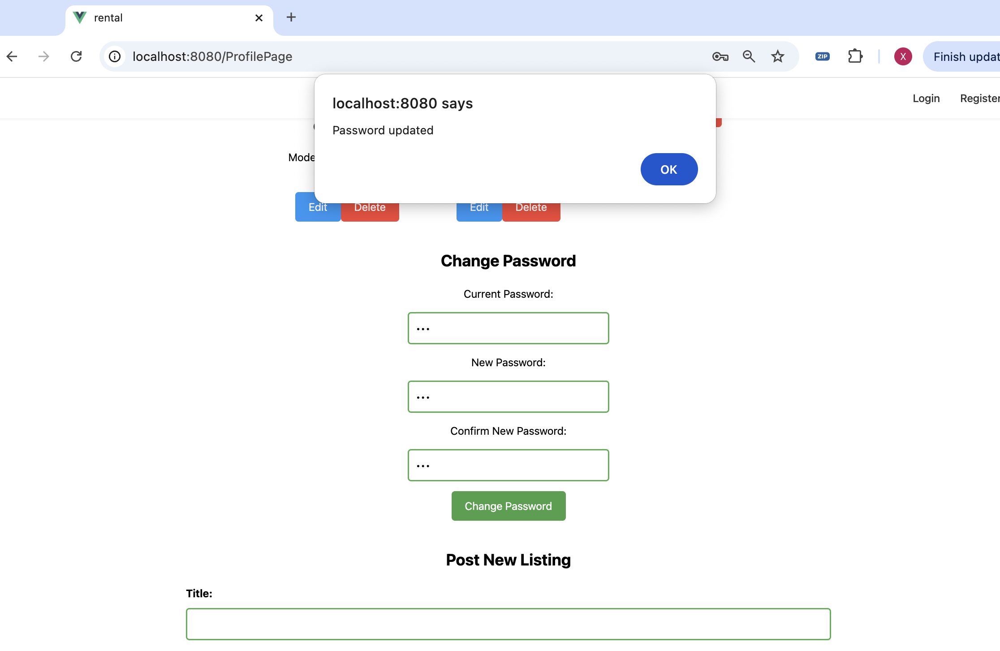 rental
localhost:8080/ProfilePage
ZIP
X
Finish updat
Login Register
localhost:8080 says
Password updated
OK
Mode
Edit Delete Edit Delete
Change Password
Current Password:
•••
New Password:
•••
Confirm New Password:
•••
Change Password
Post New Listing
Title: